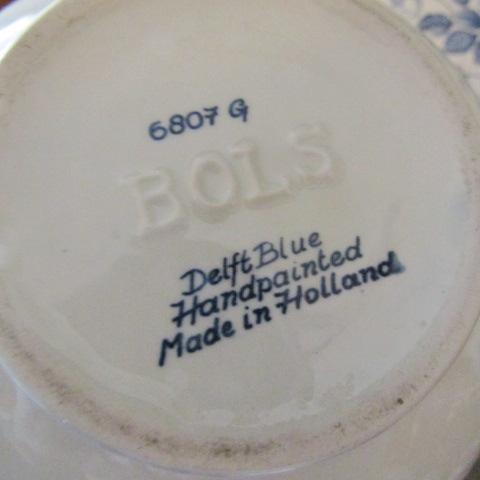 6807 G
BOLS
Delft Blue
Handpainted
Made in Holland